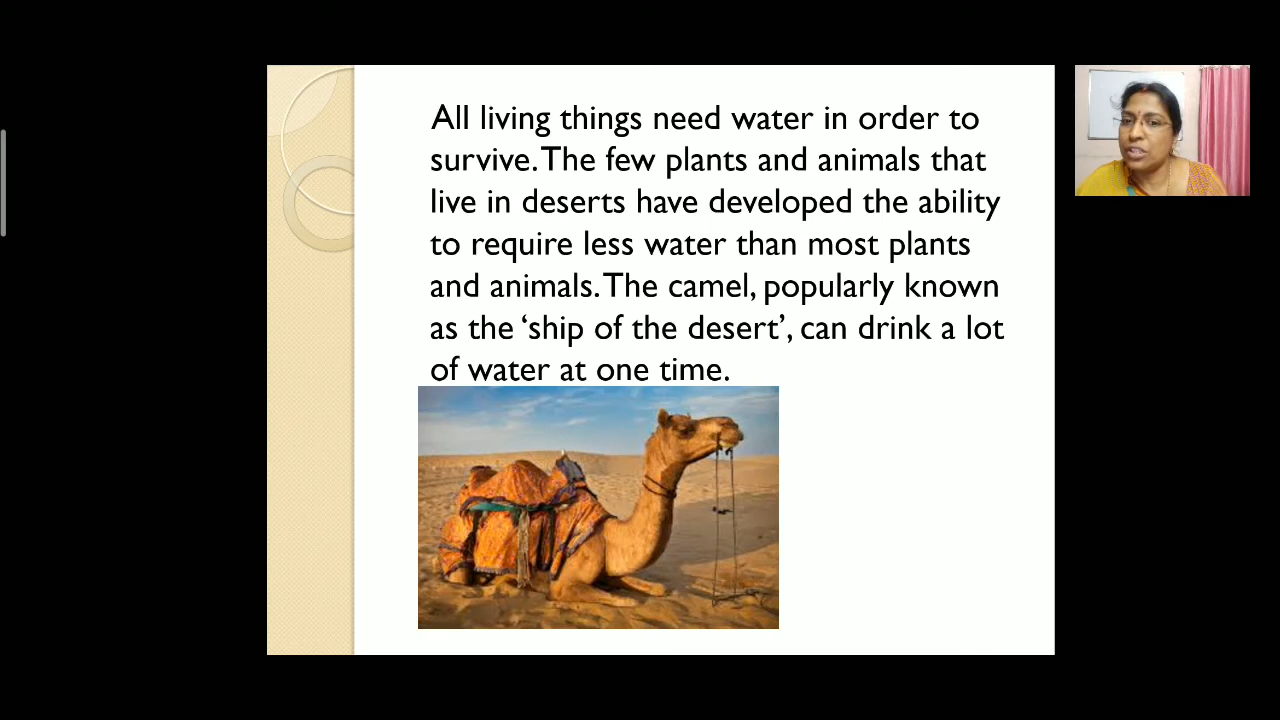 All living things need water in order to
survive. The few plants and animals that
live in deserts have developed the ability
to require less water than most plants
and animals. The camel, popularly known
as the ‘ship of the desert’, can drink a lot
of water at one time.